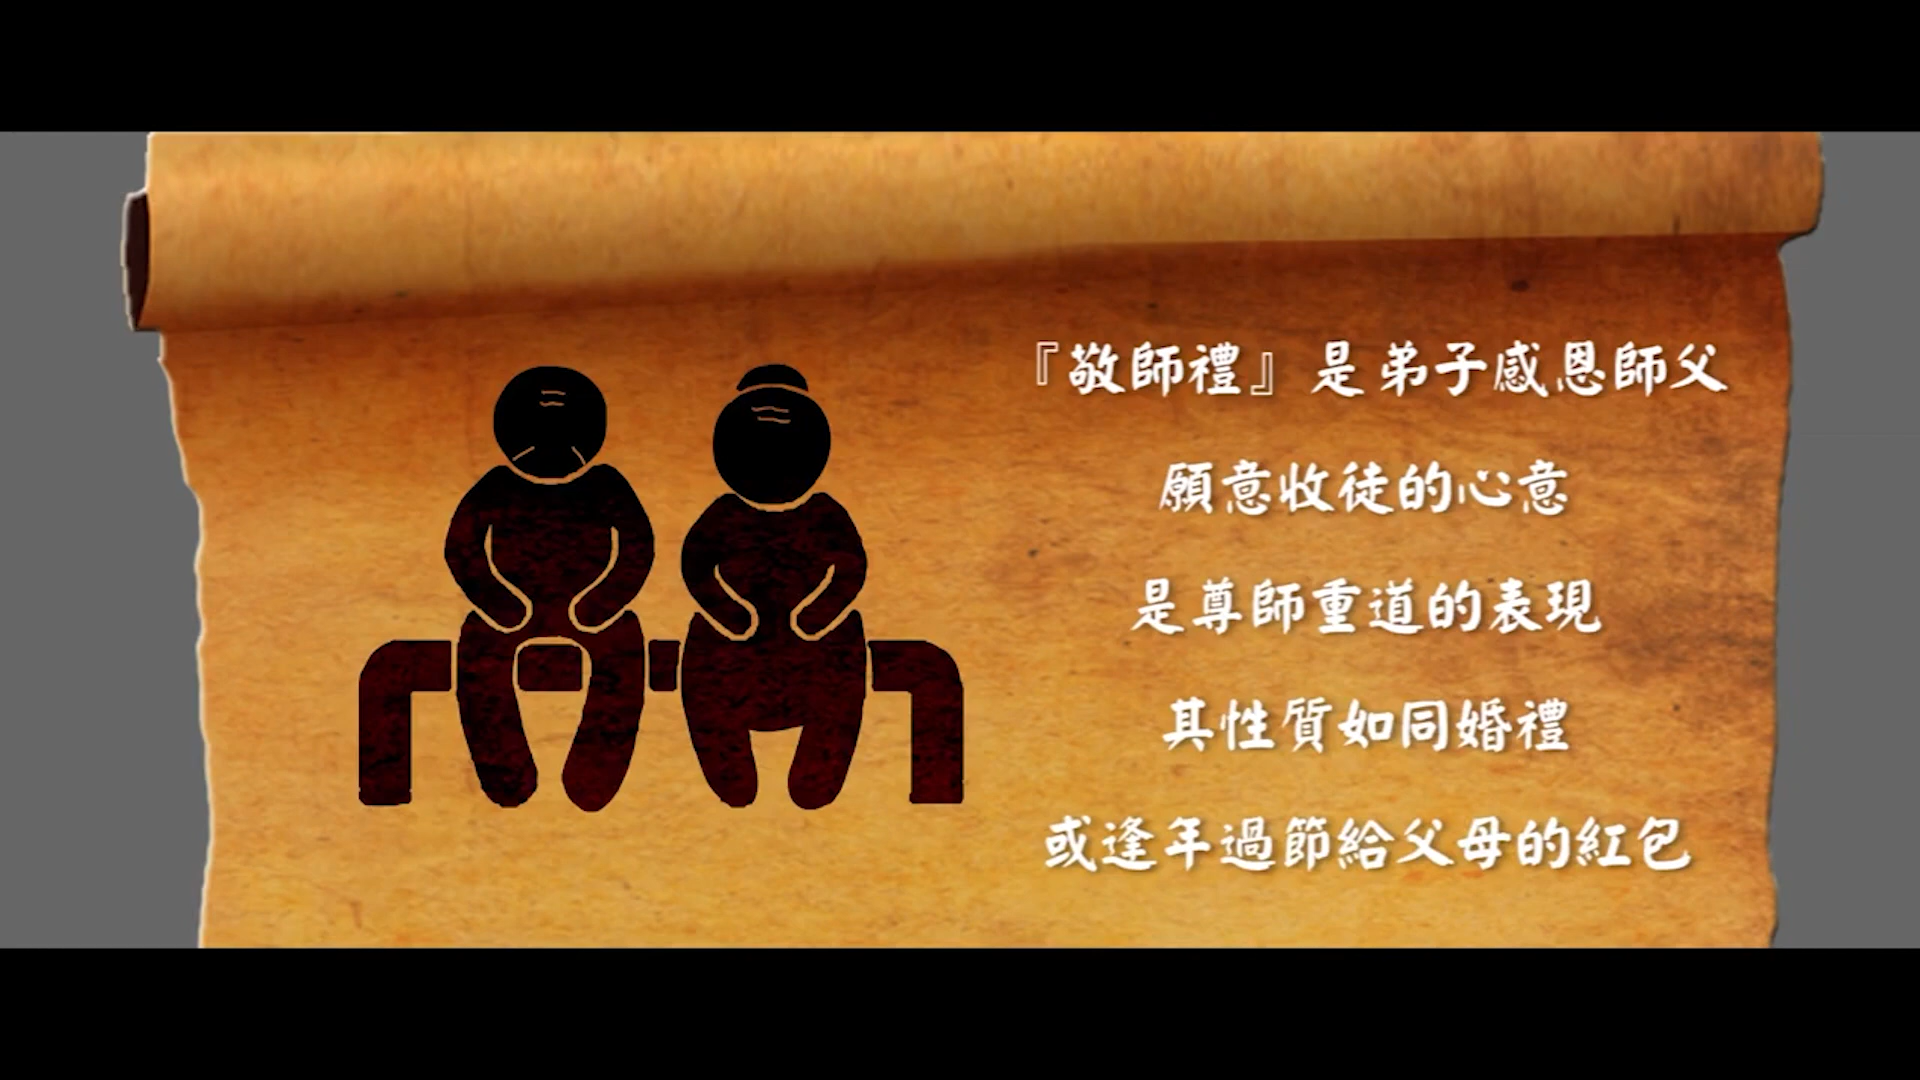 『敬師禮』是弟子感恩師父
願意收徒的心意
是尊師重道的表現
其性質如同婚禮
或逢年過節給父母的紅包